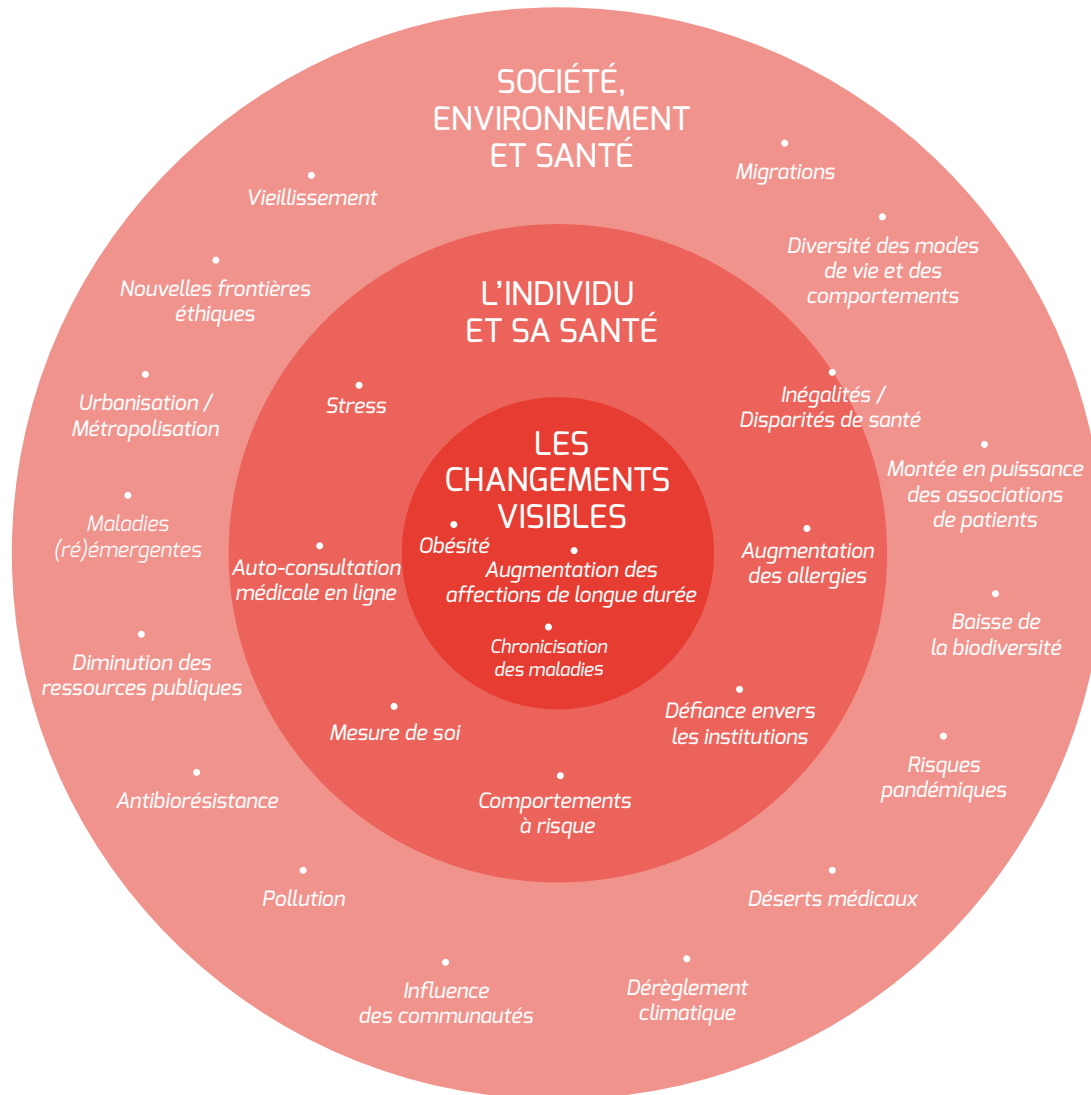 SOCIÉTÉ,
ENVIRONNEMENT
ET SANTÉ
Migrations
Vieillissement
Diversité des modes
de vie et des
comportements
Nouvelles frontières
éthiques
L'INDIVIDU
ET SA SANTÉ
Urbanisation /
Métropolisation
Stress
Inégalités /
Disparités de santé
LES
CHANGEMENTS
VISIBLES
Montée en puissance
des associations
de patients
Maladies
(ré)émergentes
Auto-consultation
médicale en ligne
Obésité
Augmentation des
affections de longue durée
Augmentation
des allergies
Chronicisation
des maladies
Baisse de
la biodiversité
Diminution des
ressources publiques
Mesure de soi
Défiance envers
les institutions
Risques
pandémiques
Antibiorésistance
Comportements
à risque
Pollution
Déserts médicaux
Influence
des communautés
Dérèglement
climatique